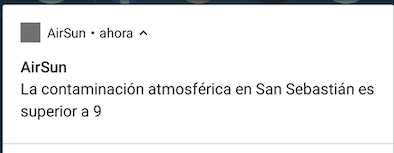 AirSun • ahora
AirSun
La contaminación atmosférica en San Sebastián es
superior a 9